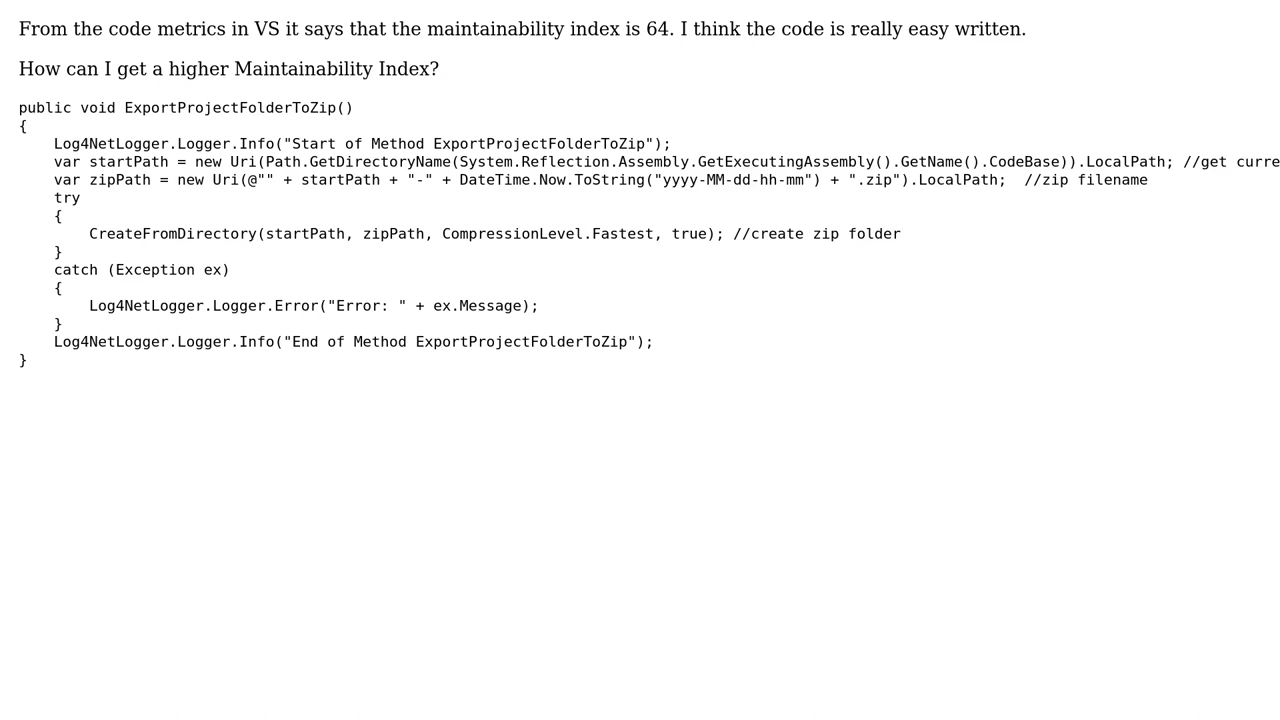 From the code metrics in VS it says that the maintainability index is 64. I think the code is really easy written.
How can I get a higher Maintainability Index?
public void ExportProjectFolderToZip()
{
    Log4NetLogger.Logger.Info("Start of Method ExportProjectFolderToZip");
    var startPath = new Uri(Path.GetDirectoryName(System.Reflection.Assembly.GetExecutingAssembly().GetName().CodeBase)).LocalPath; //get curre
    var zipPath = new Uri(@"" + startPath + "-" + DateTime.Now.ToString("yyyy-MM-dd-hh-mm") + ".zip").LocalPath;  //zip filename
    try
    {
        CreateFromDirectory(startPath, zipPath, CompressionLevel.Fastest, true); //create zip folder
    }
    catch (Exception ex)
    {
        Log4NetLogger.Logger.Error("Error: " + ex.Message);
    }
    Log4NetLogger.Logger.Info("End of Method ExportProjectFolderToZip");
}